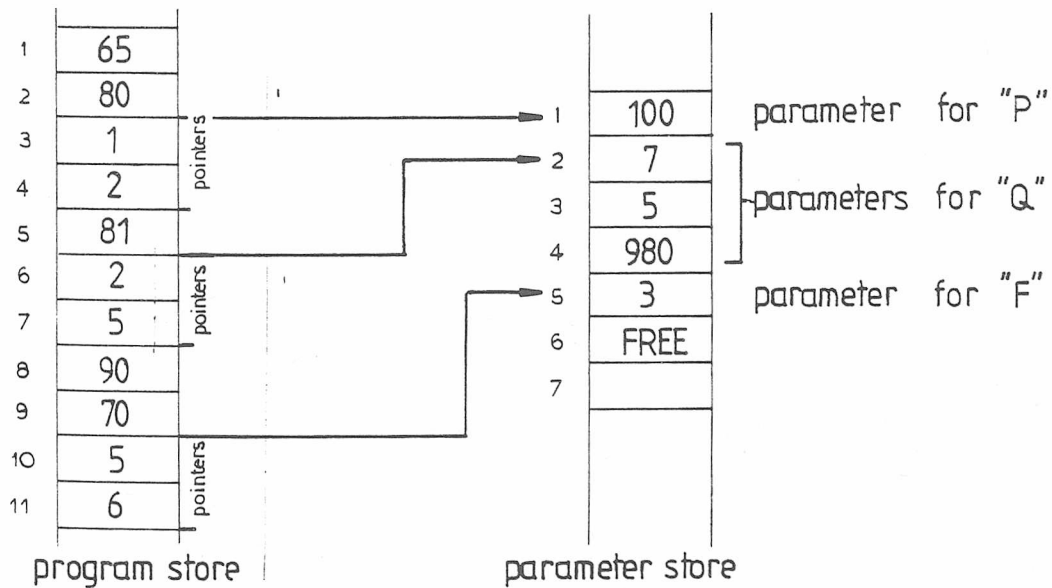 1 65
2 80
3 1
4 2
5 81
6 2
7 5
8 90
9 70
10 5
11 6
pointers
pointers
pointers
program store
1 100 parameter for "P"
2 7
3 5 parameters for "Q"
4 980
5 3 parameter for "F"
6 FREE
7
parameter store